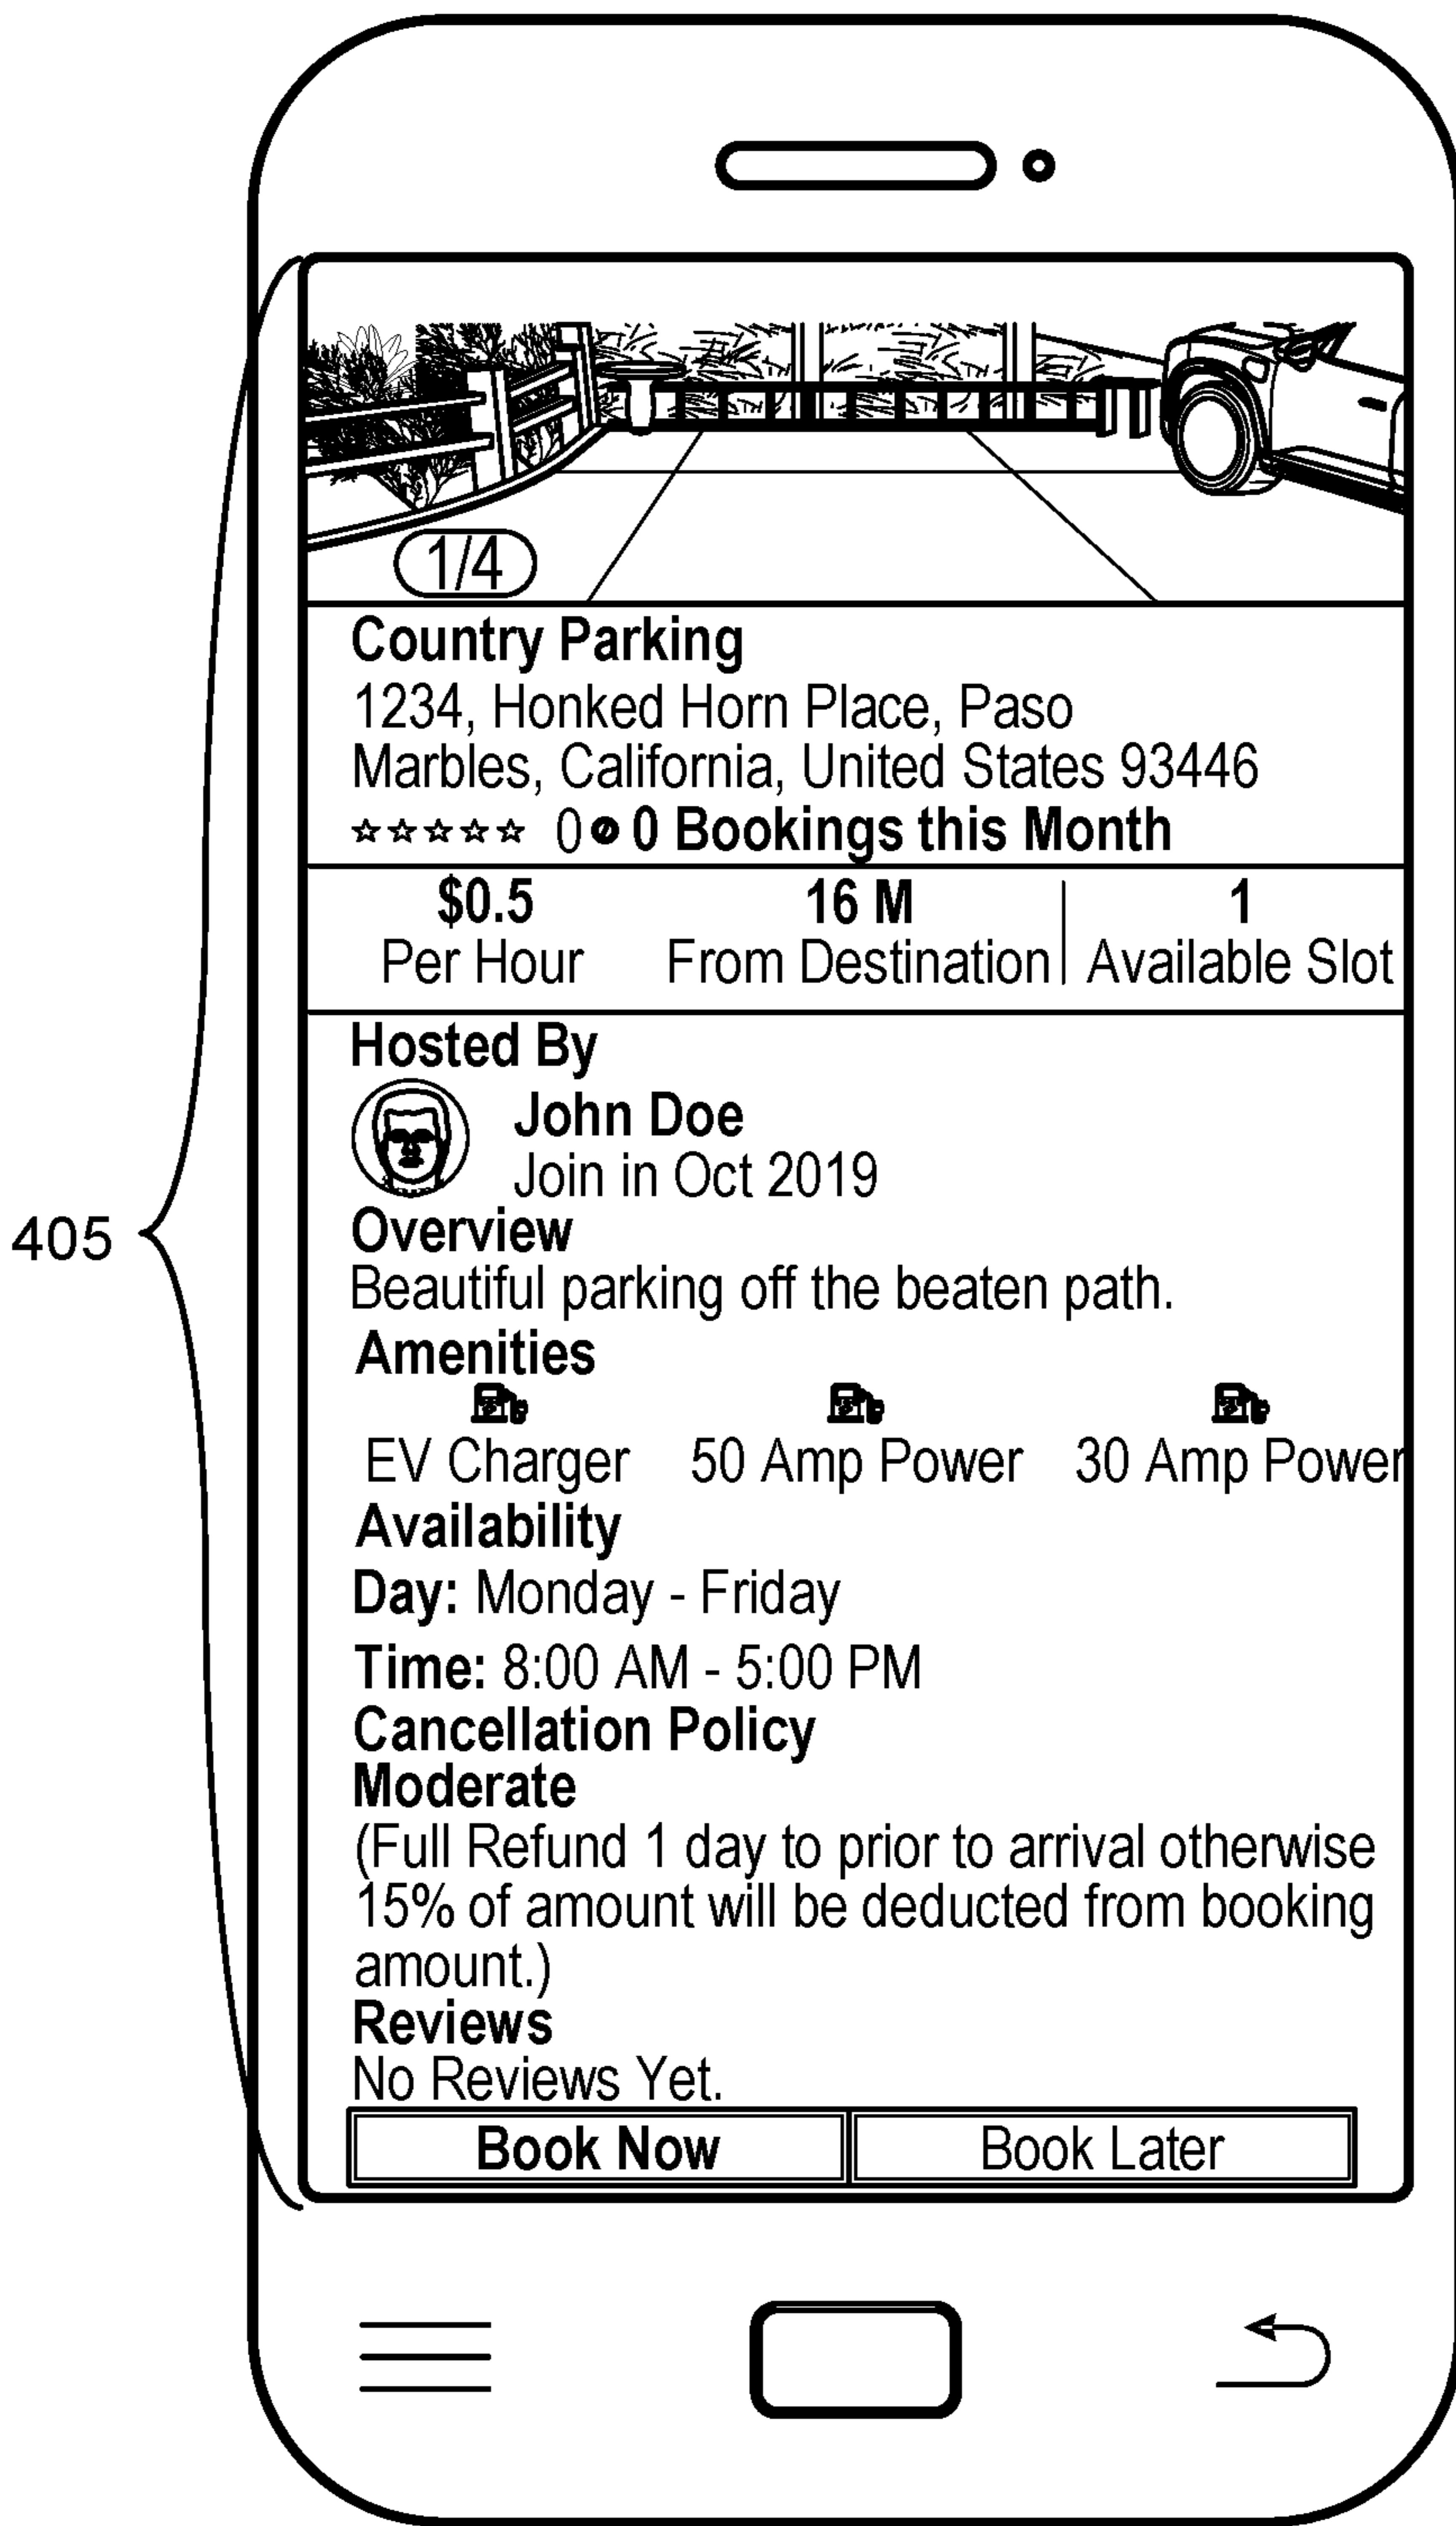 1/4
Country Parking
1234, Honked Horn Place, Paso
Marbles, California, United States 93446
☆☆☆☆☆ 0 0 Bookings this Month
$0.5 16 M 1
Per Hour From Destination Available Slot
Hosted By
John Doe
Join in Oct 2019
405
Overview
Beautiful parking off the beaten path.
Amenities
EV Charger 50 Amp Power 30 Amp Power
Availability
Day: Monday - Friday
Time: 8:00 AM - 5:00 PM
Cancellation Policy
Moderate
(Full Refund 1 day to prior to arrival otherwise
15% of amount will be deducted from booking
amount.)
Reviews
No Reviews Yet.
Book Now Book Later